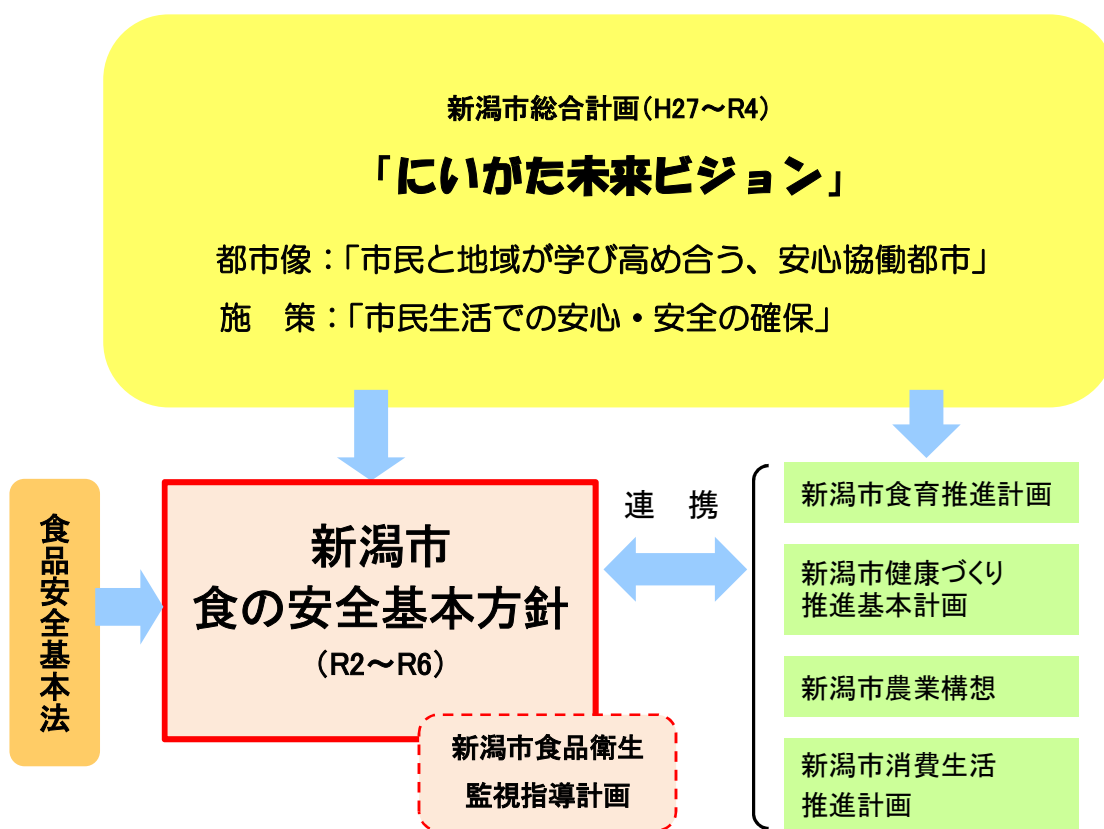 新潟市総合計画（H27～R4）
「にいがた未来ビジョン」
都市像：「市民と地域が学び高め合う、安心協働都市」
施　策：「市民生活での安心・安全の確保」
食品安全基本法
新潟市
食の安全基本方針
（R2～R6）
新潟市食品衛生
監視指導計画
連　携
新潟市食育推進計画
新潟市健康づくり
推進基本計画
新潟市農業構想
新潟市消費生活
推進計画